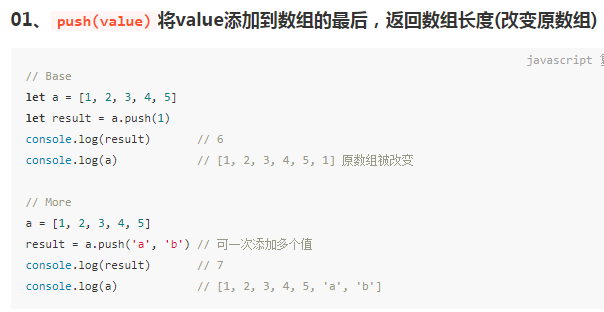 01、push(value) 将value添加到数组的最后，返回数组长度(改变原数组)
javascript
// Base
let a = [1, 2, 3, 4, 5]
let result = a.push(1)
console.log(result)       // 6
console.log(a)            // [1, 2, 3, 4, 5, 1] 原数组被改变
// More
a = [1, 2, 3, 4, 5]
result = a.push('a', 'b') // 可一次添加多个值
console.log(result)       // 7
console.log(a)            // [1, 2, 3, 4, 5, 'a', 'b']